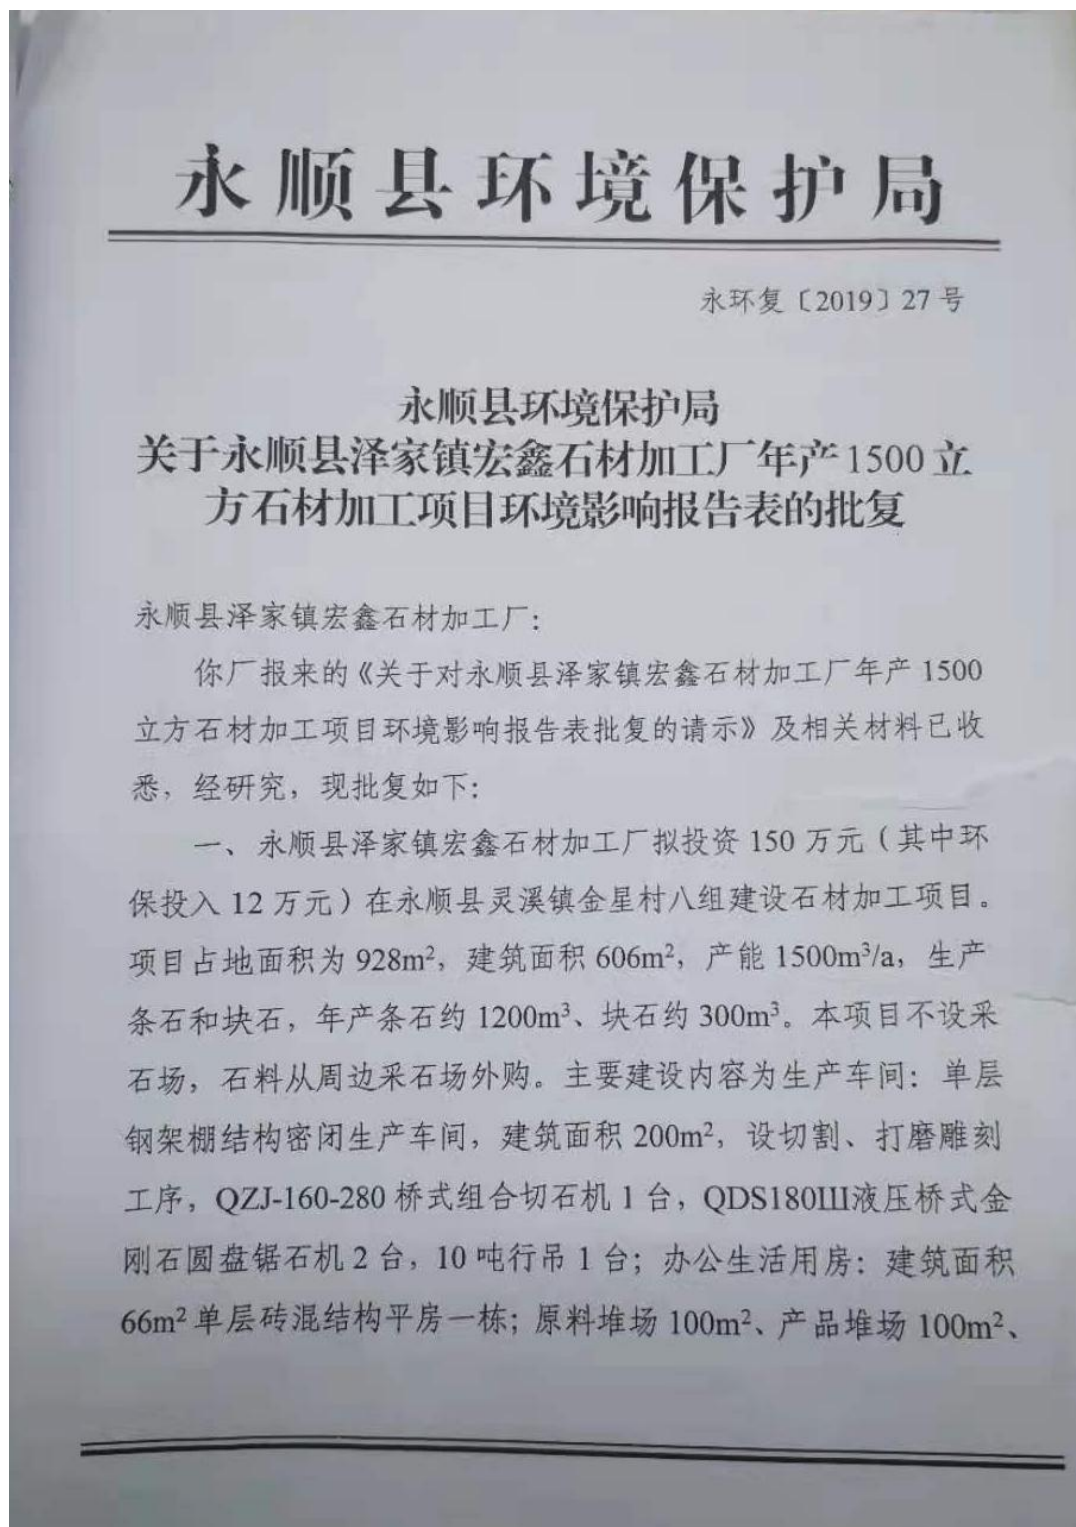 永顺县环境保护局
永环复〔2019〕27号
永顺县环境保护局
关于永顺县泽家镇宏鑫石材加工厂年产1500立
方石材加工项目环境影响报告表的批复
永顺县泽家镇宏鑫石材加工厂：
你厂报来的《关于对永顺县泽家镇宏鑫石材加工厂年产1500
立方石材加工项目环境影响报告表批复的请示》及相关材料已收
悉，经研究，现批复如下：
一、永顺县泽家镇宏鑫石材加工厂拟投资150万元（其中环
保投入12万元）在永顺县灵溪镇金星村八组建设石材加工项目。
项目占地面积为928m²，建筑面积606m²，产能1500m³/a，生产
条石和块石，年产条石约1200m³、块石约300m³。本项目不设采
石场，石料从周边采石场外购。主要建设内容为生产车间：单层
钢架棚结构密闭生产车间，建筑面积200m²，设切割、打磨雕刻
工序，QZJ-160-280桥式组合切石机1台，QDS180Ш液压桥式金
刚石圆盘锯石机2台，10吨行吊1台；办公生活用房：建筑面积
66m²单层砖混结构平房一栋；原料堆场100m²、产品堆场100m²、